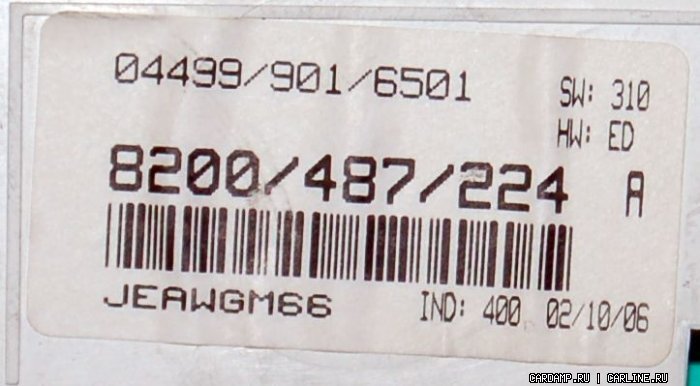 04499/901/6501
SW: 310
HW: ED
8200/487/224 A
JEAWGM66
IND: 400 02/10/06
CARDAMP.RU | CARLINE.RU